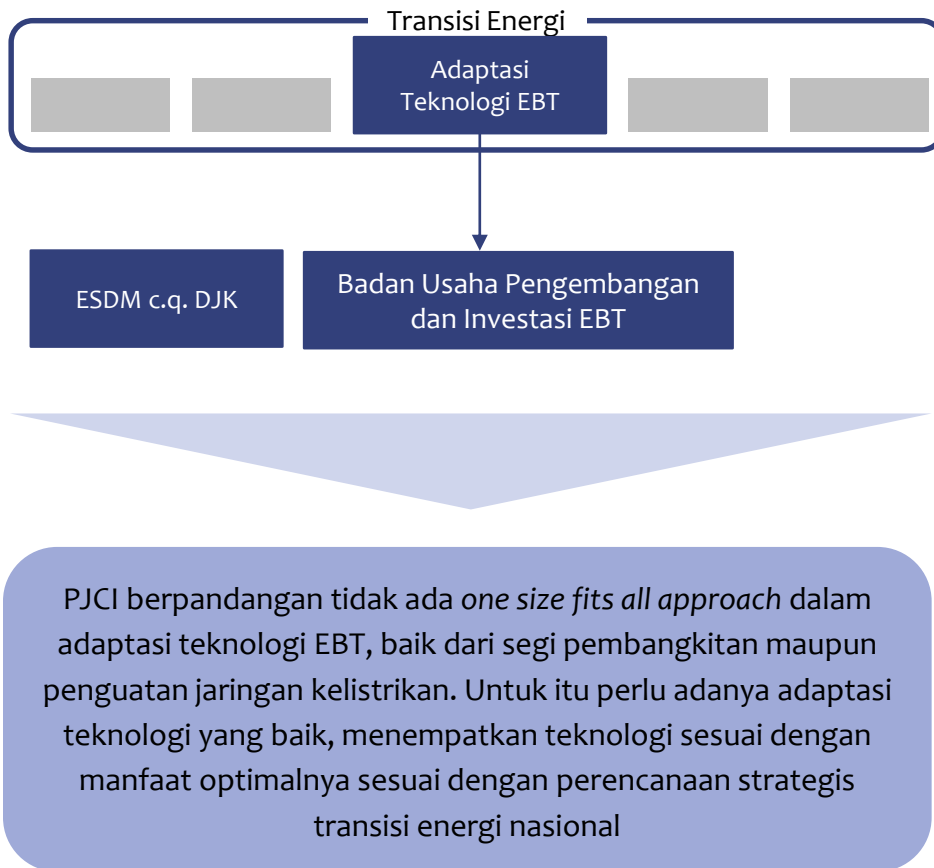 Transisi Energi
Adaptasi
Teknologi EBT
ESDM c.q. DJK
Badan Usaha Pengembangan
dan Investasi EBT
PJCI berpandangan tidak ada one size fits all approach dalam
adaptasi teknologi EBT, baik dari segi pembangkitan maupun
penguatan jaringan kelistrikan. Untuk itu perlu adanya adaptasi
teknologi yang baik, menempatkan teknologi sesuai dengan
manfaat optimalnya sesuai dengan perencanaan strategis
transisi energi nasional